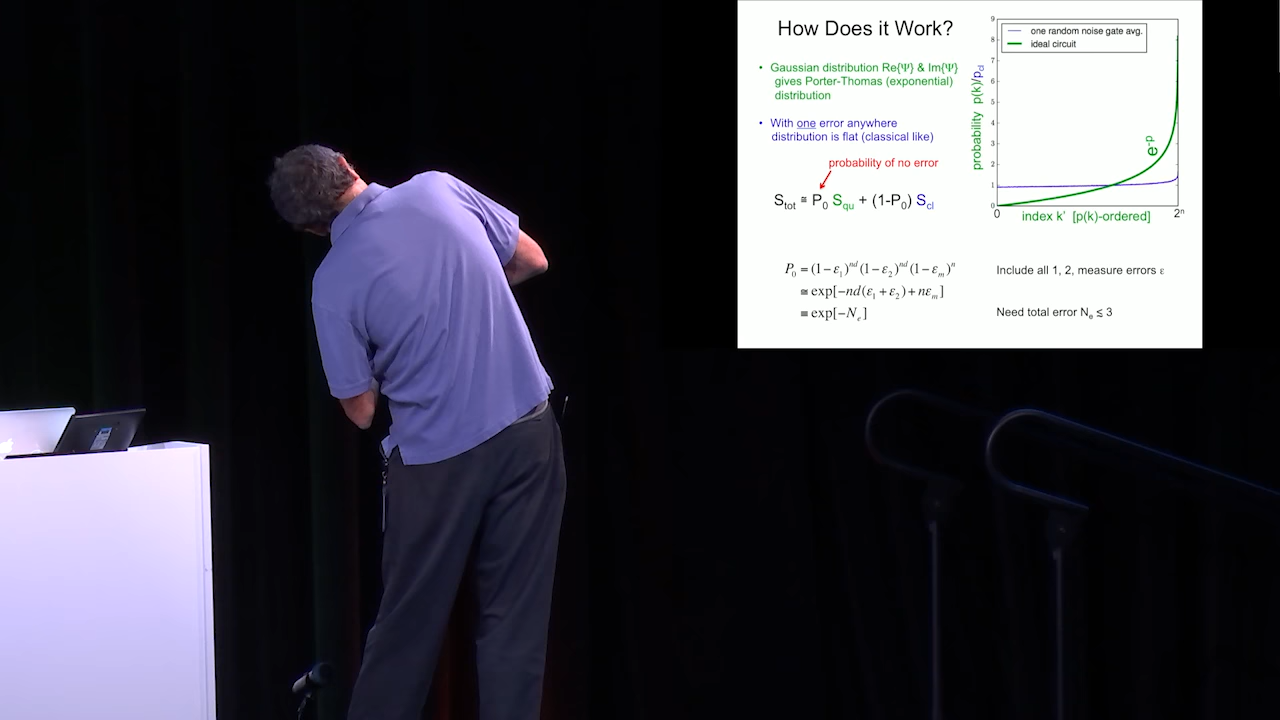 How Does it Work?
• Gaussian distribution Re{Ψ} & Im{Ψ}
gives Porter-Thomas (exponential)
distribution
• With one error anywhere
distribution is flat (classical like)
probability of no error
S_tot ≅ P_0 S_qu + (1-P_0) S_cl
P_0 = (1 − ε_1)^nd (1 − ε_2)^nd (1 − ε_m)^n
≅ exp[−nd(ε_1 + ε_2) + nε_m]
≡ exp[−N_e]
one random noise gate avg.
ideal circuit
probability p(k)/p_cl
9
8
7
6
5
4
3
2
1
0
e^-p
0
2^n
index k' [p(k)-ordered]
Include all 1, 2, measure errors ε
Need total error N_e ≲ 3